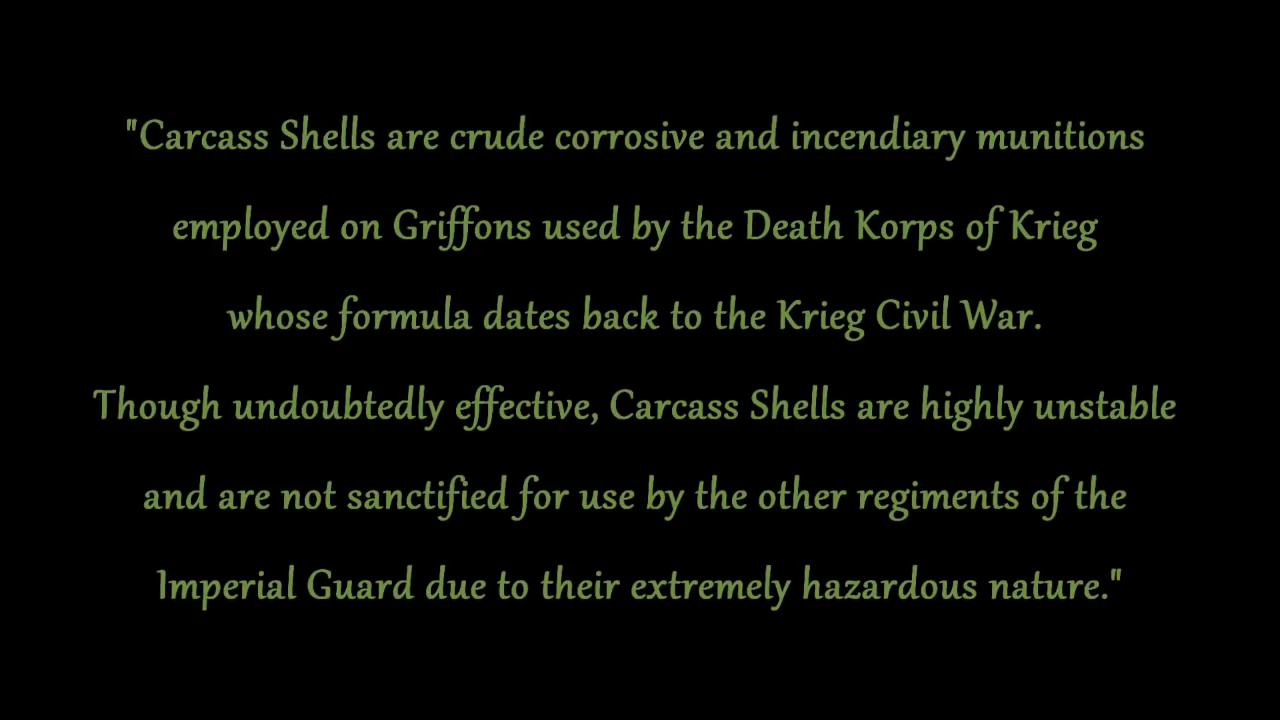 "Carcass Shells are crude corrosive and incendiary munitions
employed on Griffons used by the Death Korps of Krieg
whose formula dates back to the Krieg Civil War.
Though undoubtedly effective, Carcass Shells are highly unstable
and are not sanctified for use by the other regiments of the
Imperial Guard due to their extremely hazardous nature."